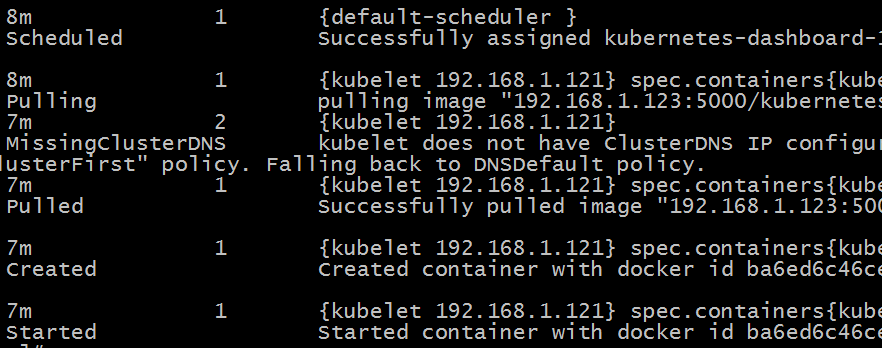 8m 1 {default-scheduler }
Scheduled Successfully assigned kubernetes-dashboard-1
8m 1 {kubelet 192.168.1.121} spec.containers{kube
Pulling pulling image "192.168.1.123:5000/kubernetes
7m 2 {kubelet 192.168.1.121}
MissingClusterDNS kubelet does not have ClusterDNS IP configur
lusterFirst" policy. Falling back to DNSDefault policy.
7m 1 {kubelet 192.168.1.121} spec.containers{kube
Pulled Successfully pulled image "192.168.1.123:500
7m 1 {kubelet 192.168.1.121} spec.containers{kube
Created Created container with docker id ba6ed6c46ce
7m 1 {kubelet 192.168.1.121} spec.containers{kube
Started Started container with docker id ba6ed6c46ce